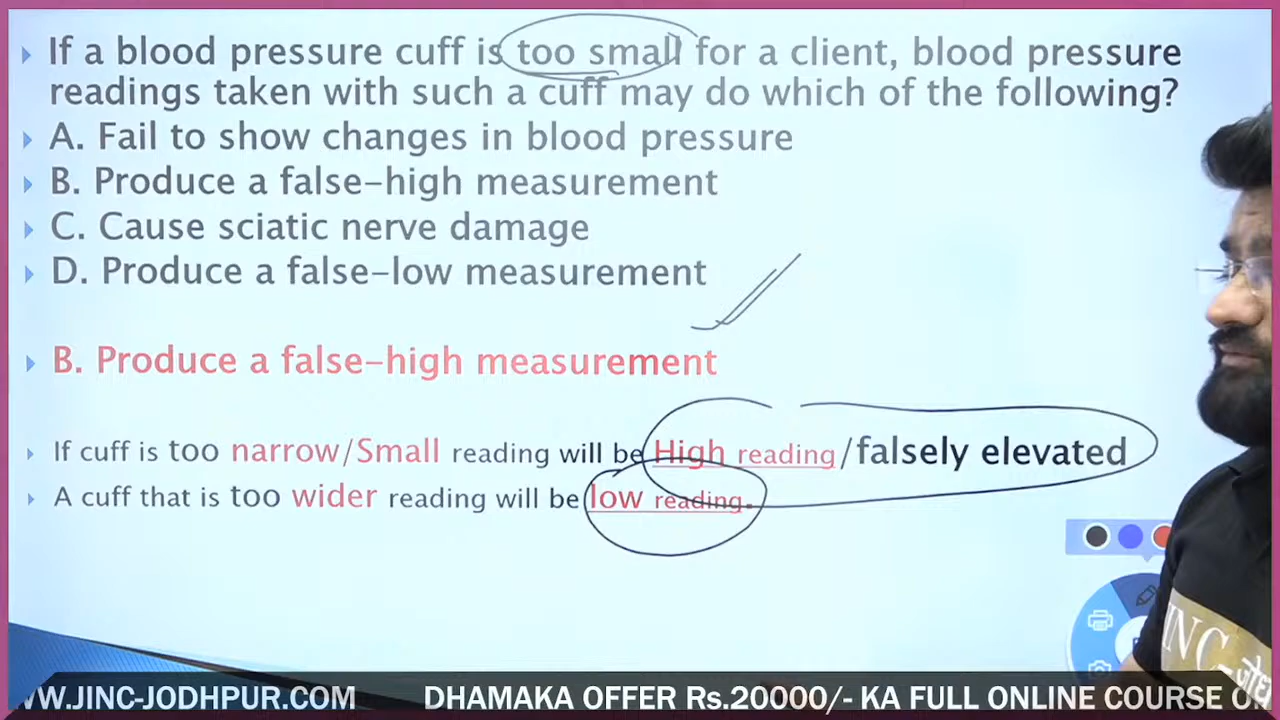 If a blood pressure cuff is too small for a client, blood pressure
readings taken with such a cuff may do which of the following?
A. Fail to show changes in blood pressure
B. Produce a false-high measurement
C. Cause sciatic nerve damage
D. Produce a false-low measurement
B. Produce a false-high measurement
If cuff is too narrow/Small reading will be High reading/falsely elevated
A cuff that is too wider reading will be low reading.
JINC-जो
WW.JINC-JODHPUR.COM DHAMAKA OFFER Rs.20000/- KA FULL ONLINE COURSE